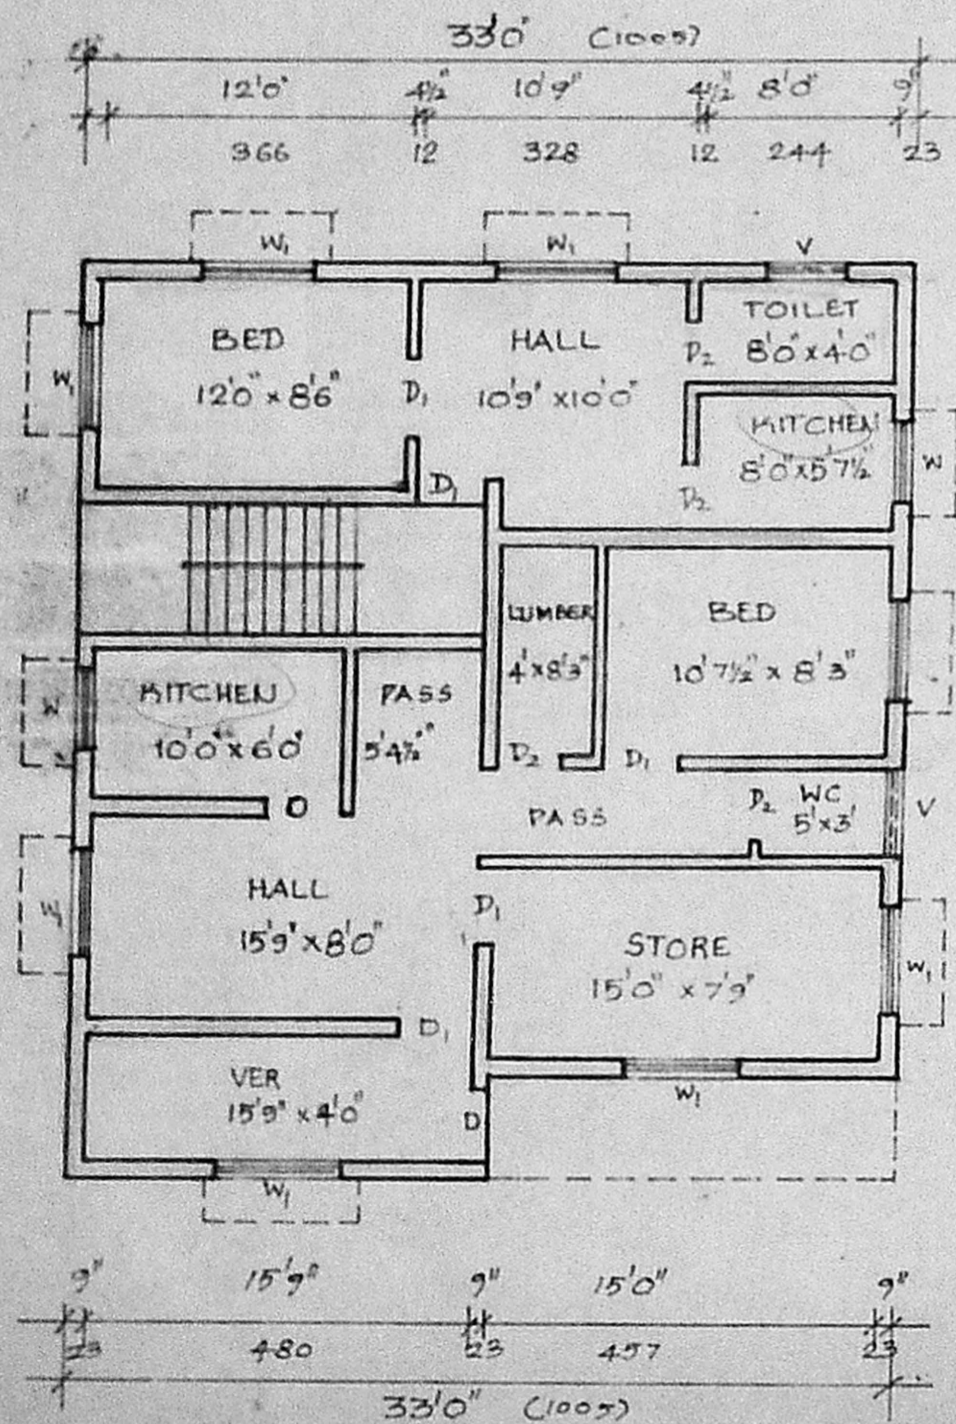 33'0" (1005)
12'0" 4½" 10'9" 4½" 8'0" 9"
366 12 328 12 244 23
W1 W1 V
BED HALL TOILET
8'0" x 4'0"
W1 12'0" x 8'6" D1 10'9" x 10'0" D2
KITCHEN
8'0" x 5'7½" W
D1 D2
LUMBER BED
4' x 8'3" 10'7½" x 8'3"
W KITCHEN PASS
10'0" x 6'0" 5'4½"
D2 D1
O PASS D2 WC V
5' x 3'
HALL D1
W1 15'9" x 8'0" STORE
15'0" x 7'9" W1
D1
VER W1
15'9" x 4'0" D
W1
9" 15'9" 9" 15'0" 9"
23 480 23 457 23
33'0" (1005)